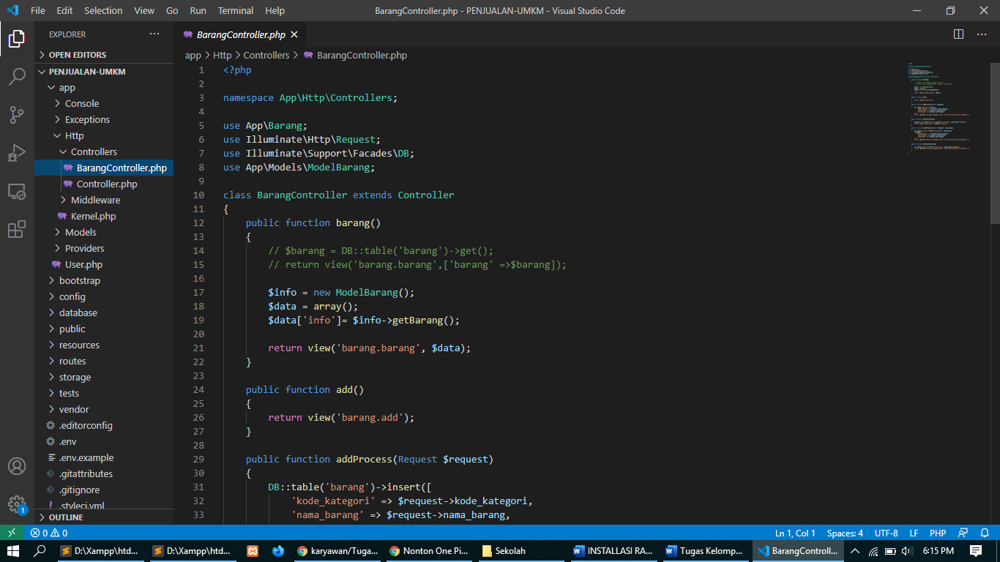 File Edit Selection View Go Run Terminal Help
BarangController.php - PENJUALAN-UMKM - Visual Studio Code
EXPLORER
OPEN EDITORS
PENJUALAN-UMKM
app
Console
Exceptions
Http
Controllers
BarangController.php
Controller.php
Middleware
Kernel.php
Models
Providers
User.php
bootstrap
config
database
public
resources
routes
storage
tests
vendor
.editorconfig
.env
.env.example
.gitattributes
.gitignore
.styleci.yml
OUTLINE
1
BarangController.php
app > Http > Controllers > BarangController.php
1 <?php
2
3 namespace App\Http\Controllers;
4
5 use App\Barang;
6 use Illuminate\Http\Request;
7 use Illuminate\Support\Facades\DB;
8 use App\Models\ModelBarang;
9
10 class BarangController extends Controller
11 {
12 public function barang()
13 {
14 // $barang = DB::table('barang')->get();
15 // return view('barang.barang',['barang' =>$barang]);
16
17 $info = new ModelBarang();
18 $data = array();
19 $data['info']= $info->getBarang();
20
21 return view('barang.barang', $data);
22 }
23
24 public function add()
25 {
26 return view('barang.add');
27 }
28
29 public function addProcess(Request $request)
30 {
31 DB::table('barang')->insert([
32 'kode_kategori' => $request->kode_kategori,
33 'nama_barang' => $request->nama_barang,
0 0 Ln 1, Col 1 Spaces: 4 UTF-8 LF PHP
D:\Xampp\htd... D:\Xampp\htd... karyawan/Tuga... Nonton One Pi... Sekolah INSTALLASI RA... Tugas Kelomp... BarangControll... 6:15 PM